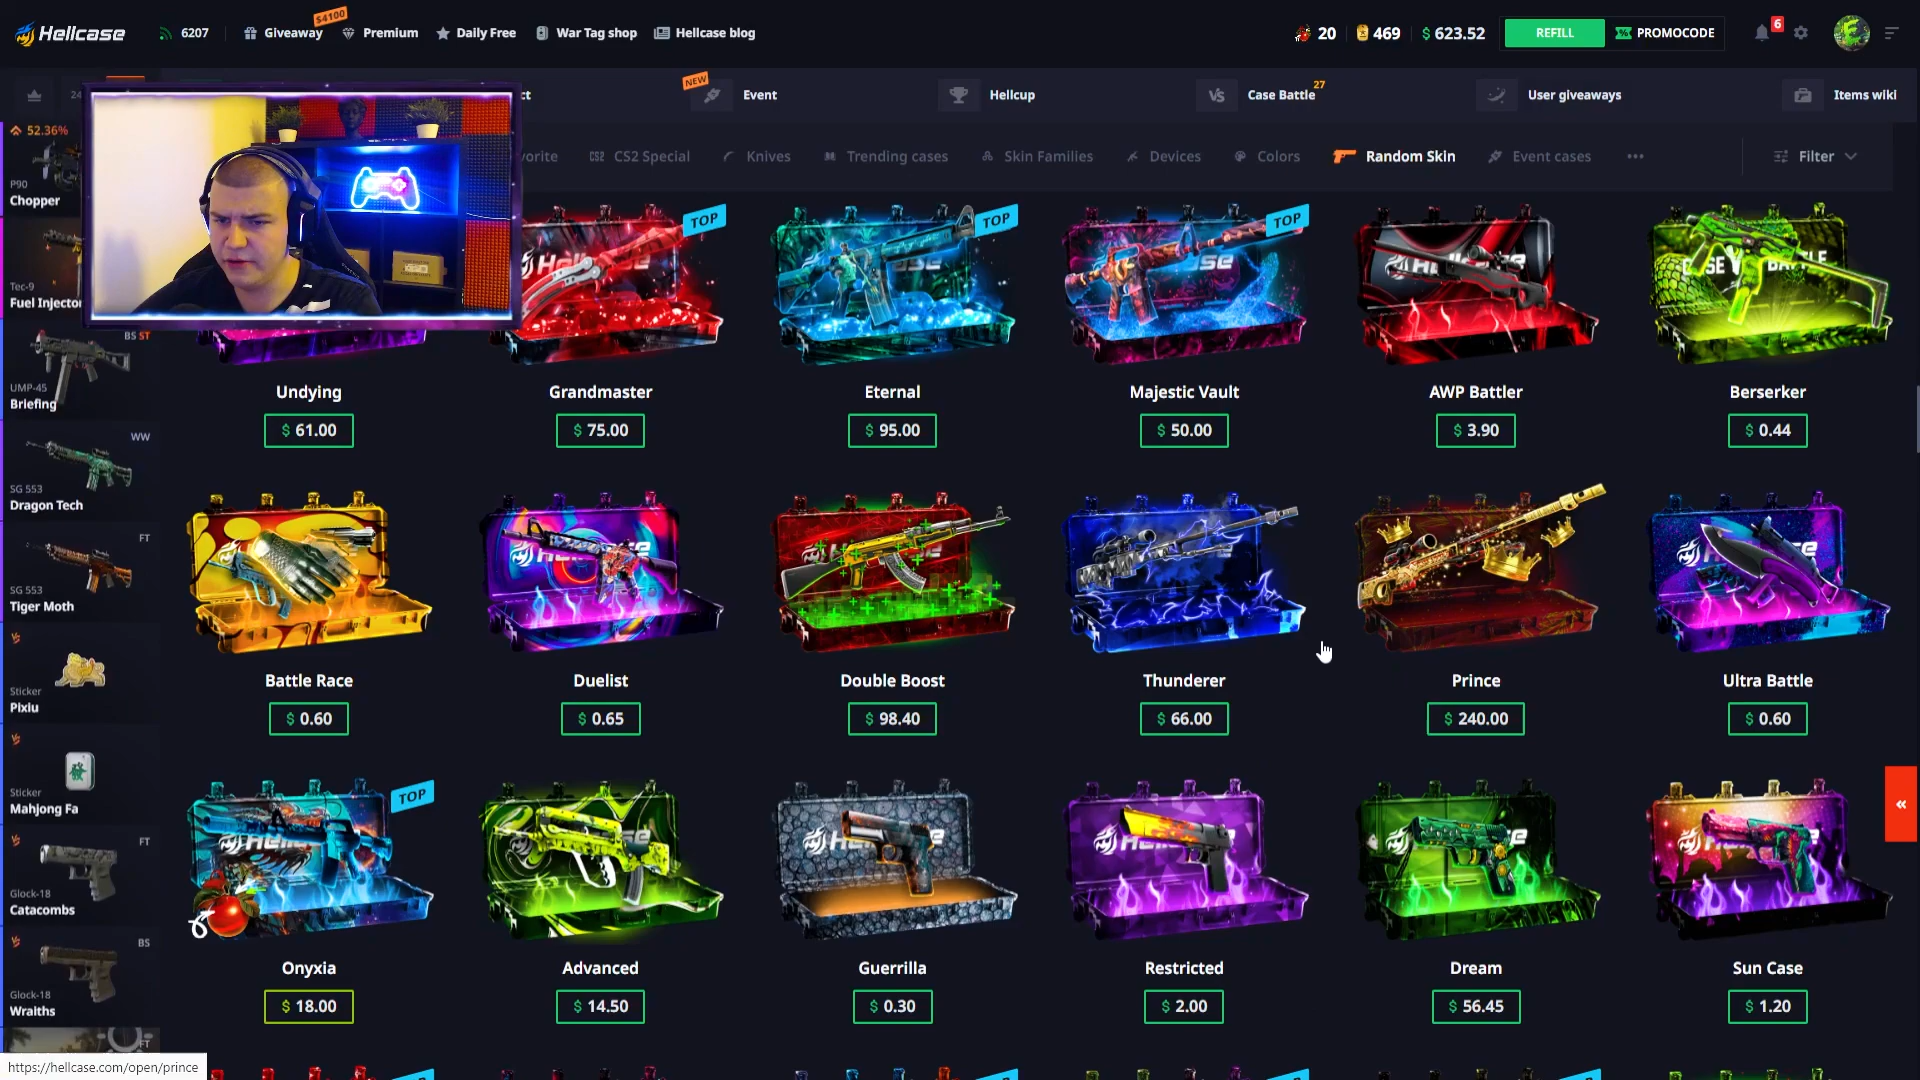 Hellcase
6207
Giveaway
$4100
Premium
Daily Free
War Tag shop
Hellcase blog
20
469
$ 623.52
REFILL
PROMOCODE
6
24
ct
NEW
Event
Hellcup
VS
Case Battle
27
User giveaways
Items wiki
52.36%
vorite
CS2 CS2 Special
Knives
Trending cases
Skin Families
Devices
Colors
Random Skin
Event cases
Filter
P90
Chopper
Tec-9
Fuel Injector
BS ST
UMP-45
Briefing
WW
SG 553
Dragon Tech
FT
SG 553
Tiger Moth
Sticker
Pixiu
Sticker
Mahjong Fa
FT
Glock-18
Catacombs
BS
Glock-18
Wraiths
FT
TOP
TOP
TOP
Undying
Grandmaster
Eternal
Majestic Vault
AWP Battler
Berserker
$ 61.00
$ 75.00
$ 95.00
$ 50.00
$ 3.90
$ 0.44
Battle Race
Duelist
Double Boost
Thunderer
Prince
Ultra Battle
$ 0.60
$ 0.65
$ 98.40
$ 66.00
$ 240.00
$ 0.60
TOP
6
Onyxia
Advanced
Guerrilla
Restricted
Dream
Sun Case
$ 18.00
$ 14.50
$ 0.30
$ 2.00
$ 56.45
$ 1.20
«
https://hellcase.com/open/prince